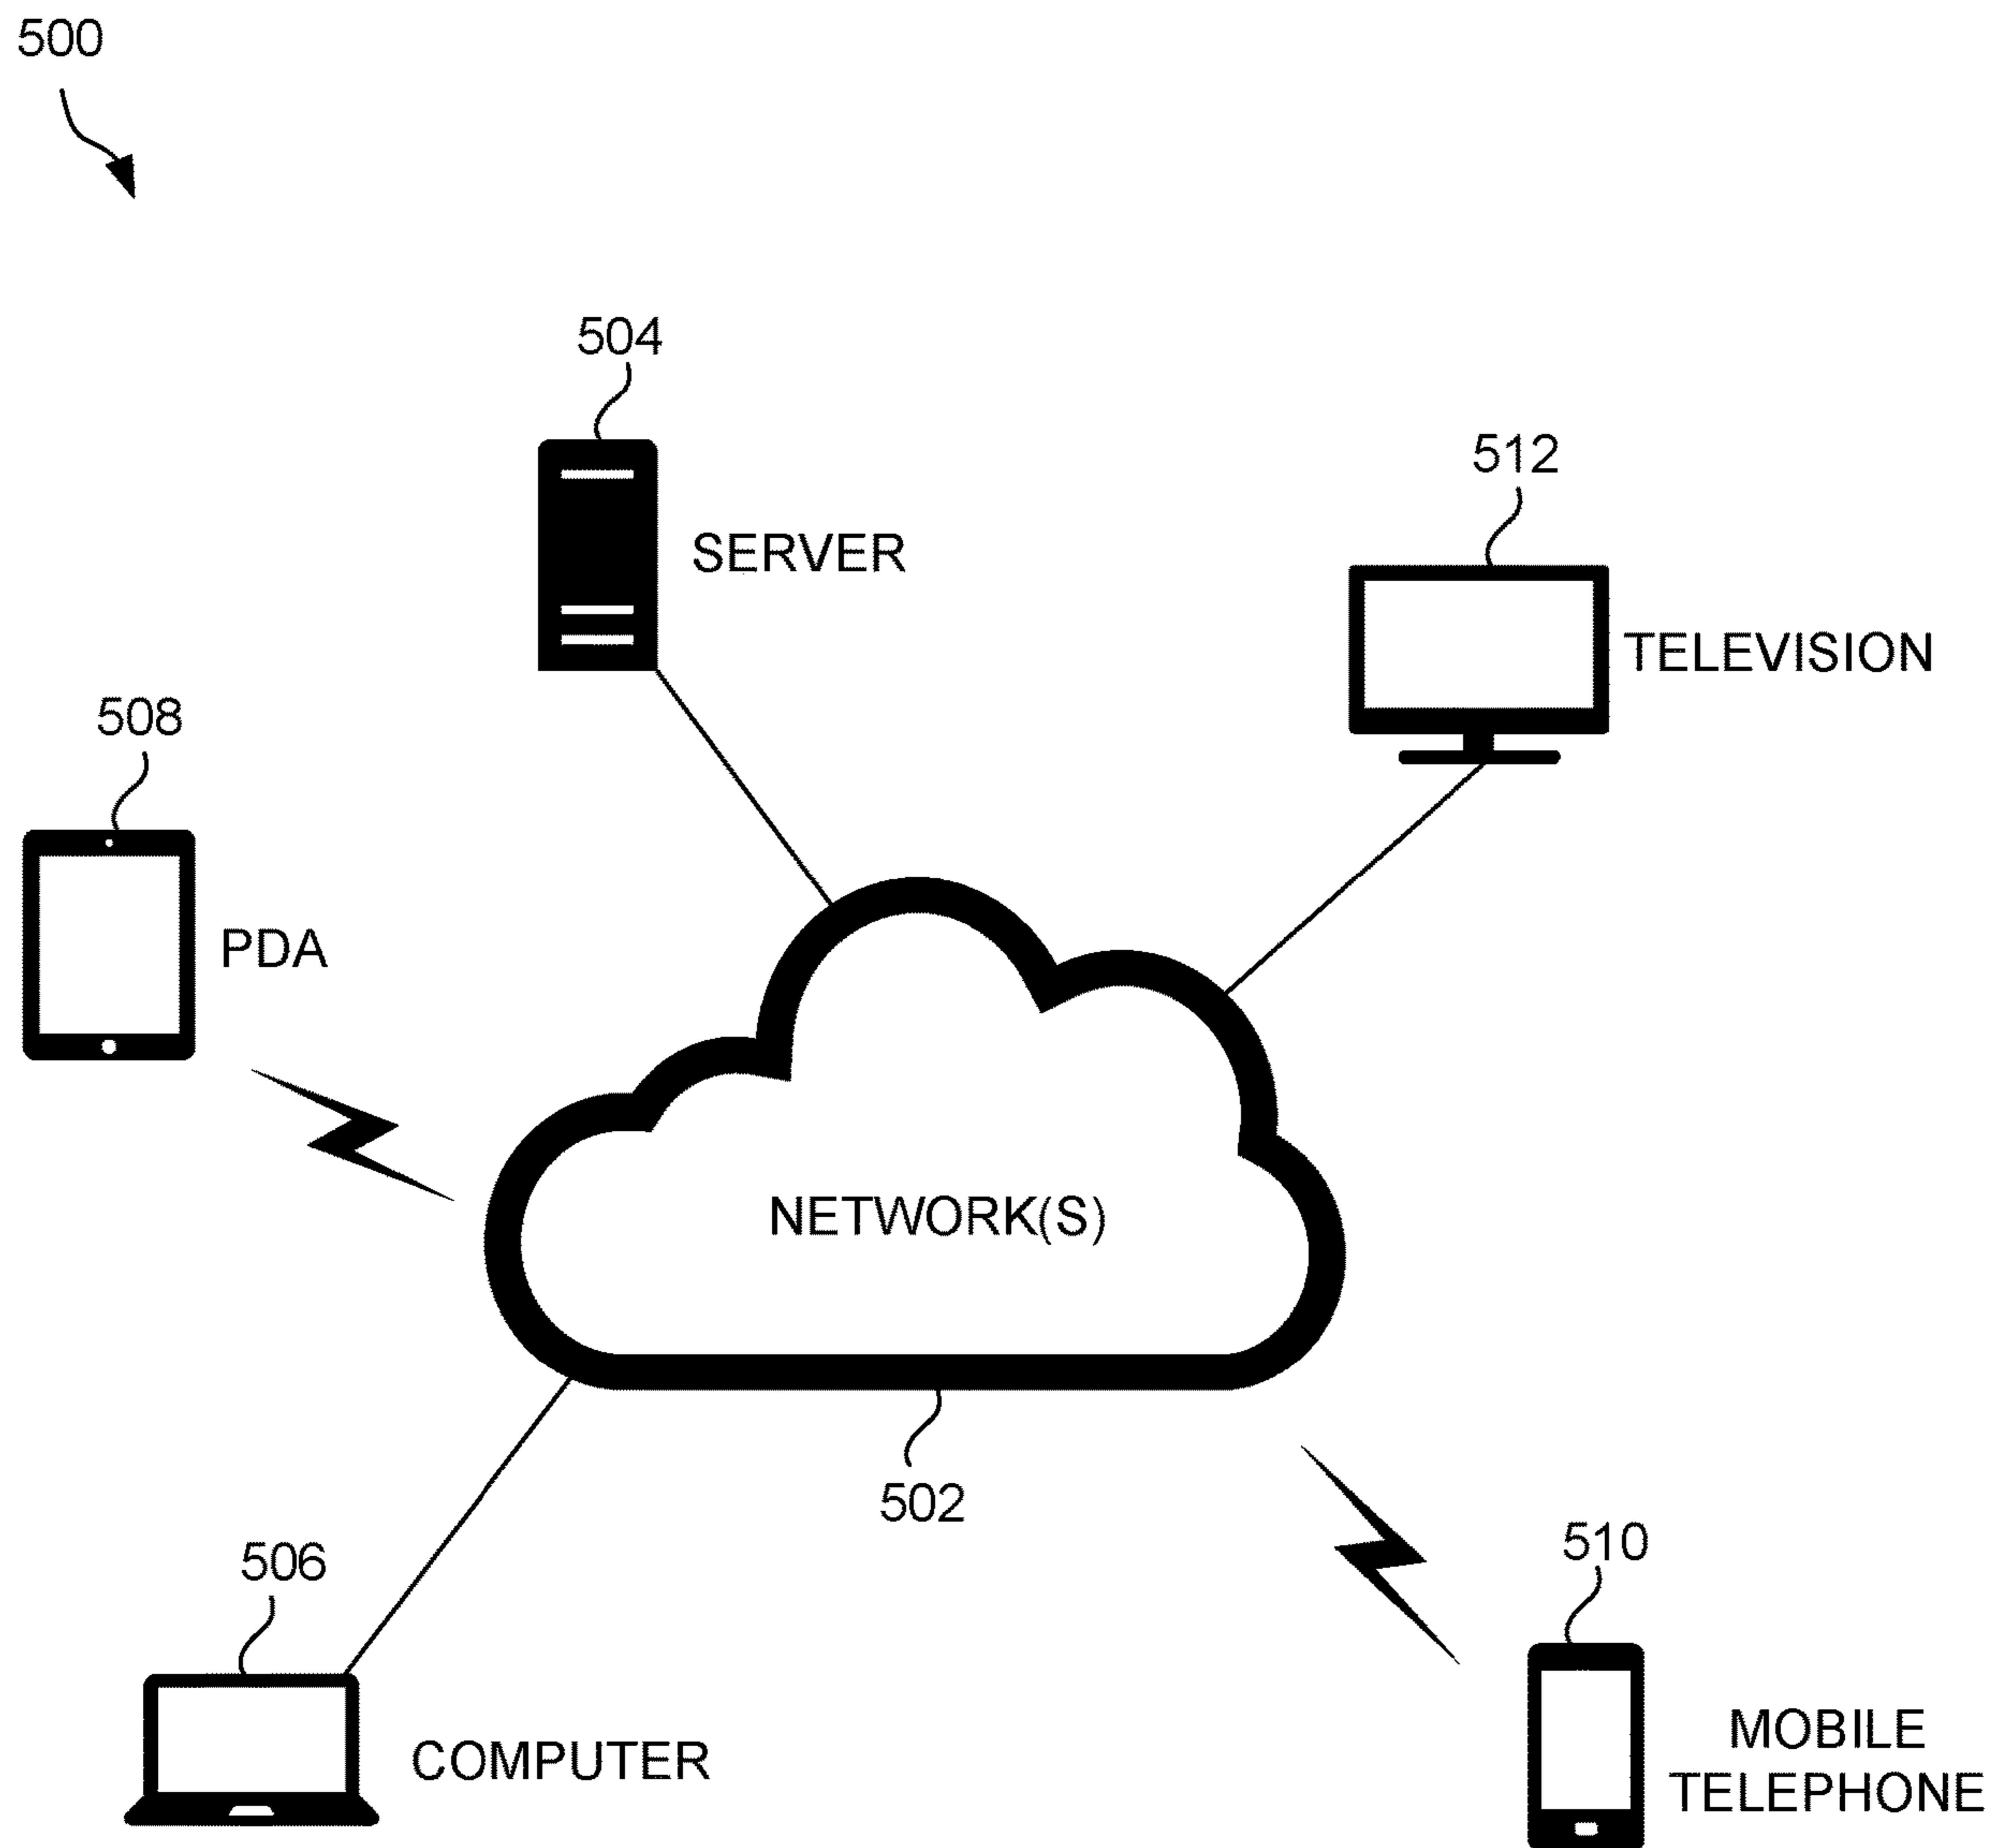 500
504
SERVER
512
TELEVISION
508
PDA
NETWORK(S)
502
506
COMPUTER
510
MOBILE
TELEPHONE